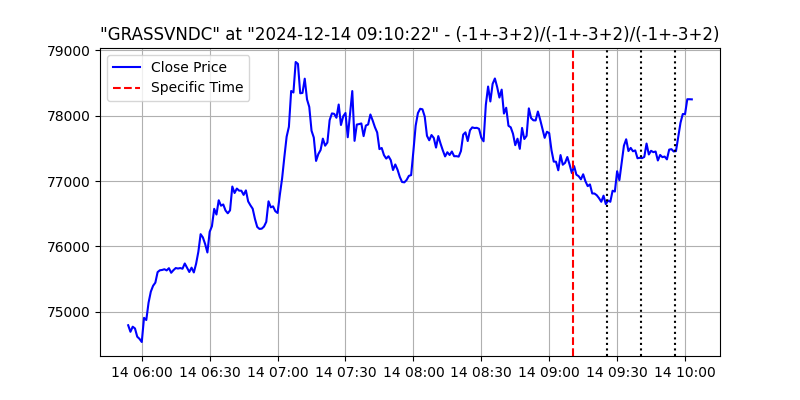 "GRASSVNDC" at "2024-12-14 09:10:22" - (-1+-3+2)/(-1+-3+2)/(-1+-3+2)
Close Price
Specific Time
79000
78000
77000
76000
75000
14 06:00 14 06:30 14 07:00 14 07:30 14 08:00 14 08:30 14 09:00 14 09:30 14 10:00